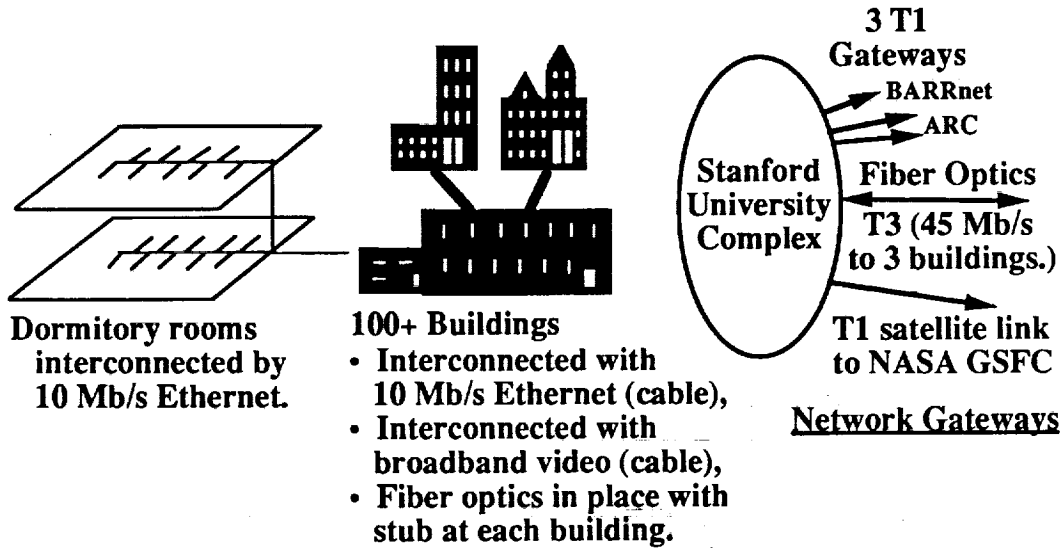 Dormitory rooms
interconnected by
10 Mb/s Ethernet.
100+ Buildings
• Interconnected with
10 Mb/s Ethernet (cable),
• Interconnected with
broadband video (cable),
• Fiber optics in place with
stub at each building.
3 T1
Gateways
BARRnet
ARC
Stanford
University
Complex
Fiber Optics
T3 (45 Mb/s
to 3 buildings.)
T1 satellite link
to NASA GSFC
Network Gateways